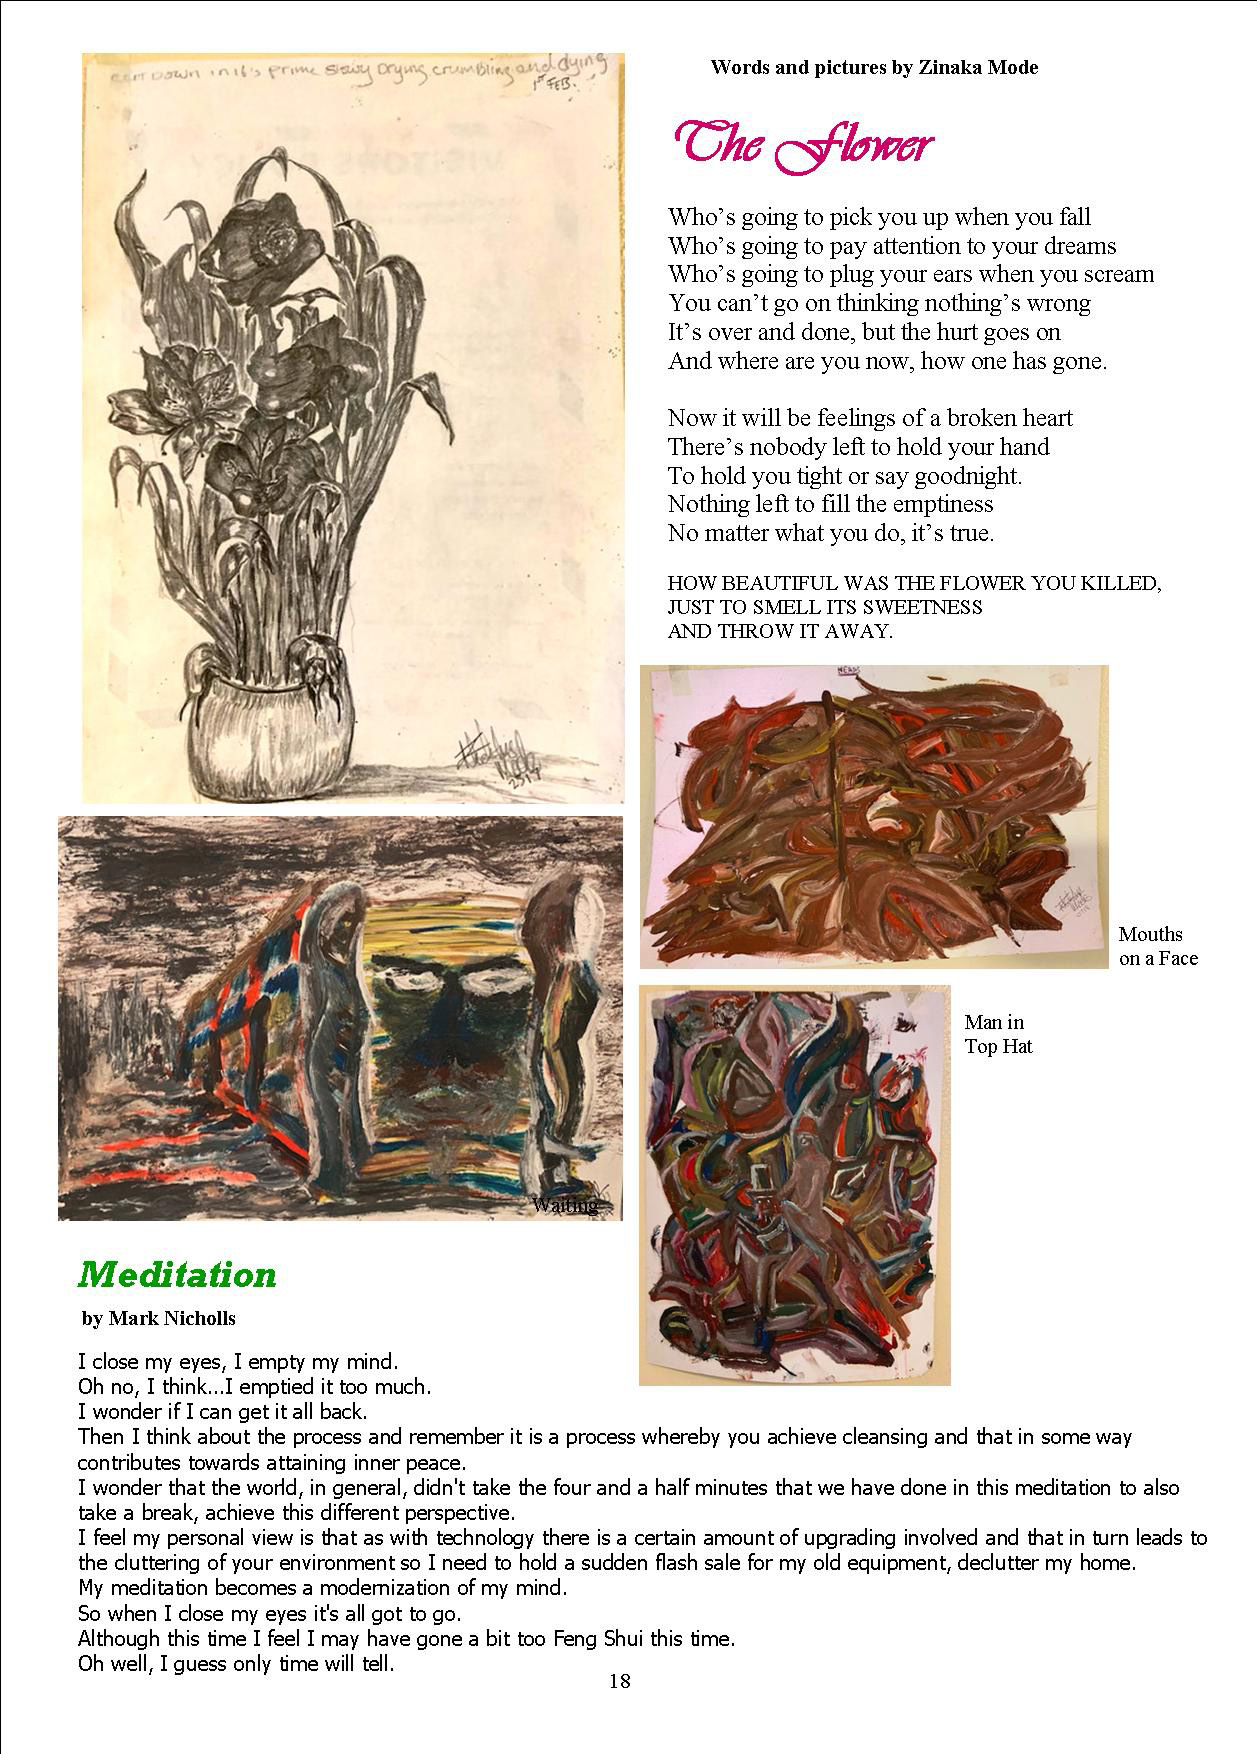 Down in it's prime slowly Drying crumbling and dying
1st FEB.
Words and pictures by Zinaka Mode
The Flower
Who’s going to pick you up when you fall
Who’s going to pay attention to your dreams
Who’s going to plug your ears when you scream
You can’t go on thinking nothing’s wrong
It’s over and done, but the hurt goes on
And where are you now, how one has gone.
Now it will be feelings of a broken heart
There’s nobody left to hold your hand
To hold you tight or say goodnight.
Nothing left to fill the emptiness
No matter what you do, it’s true.
HOW BEAUTIFUL WAS THE FLOWER YOU KILLED,
JUST TO SMELL ITS SWEETNESS
AND THROW IT AWAY.
HEADS
Mouths
on a Face
Man in
Top Hat
Waiting
Meditation
by Mark Nicholls
I close my eyes, I empty my mind.
Oh no, I think...I emptied it too much.
I wonder if I can get it all back.
Then I think about the process and remember it is a process whereby you achieve cleansing and that in some way
contributes towards attaining inner peace.
I wonder that the world, in general, didn't take the four and a half minutes that we have done in this meditation to also
take a break, achieve this different perspective.
I feel my personal view is that as with technology there is a certain amount of upgrading involved and that in turn leads to
the cluttering of your environment so I need to hold a sudden flash sale for my old equipment, declutter my home.
My meditation becomes a modernization of my mind.
So when I close my eyes it's all got to go.
Although this time I feel I may have gone a bit too Feng Shui this time.
Oh well, I guess only time will tell.
18